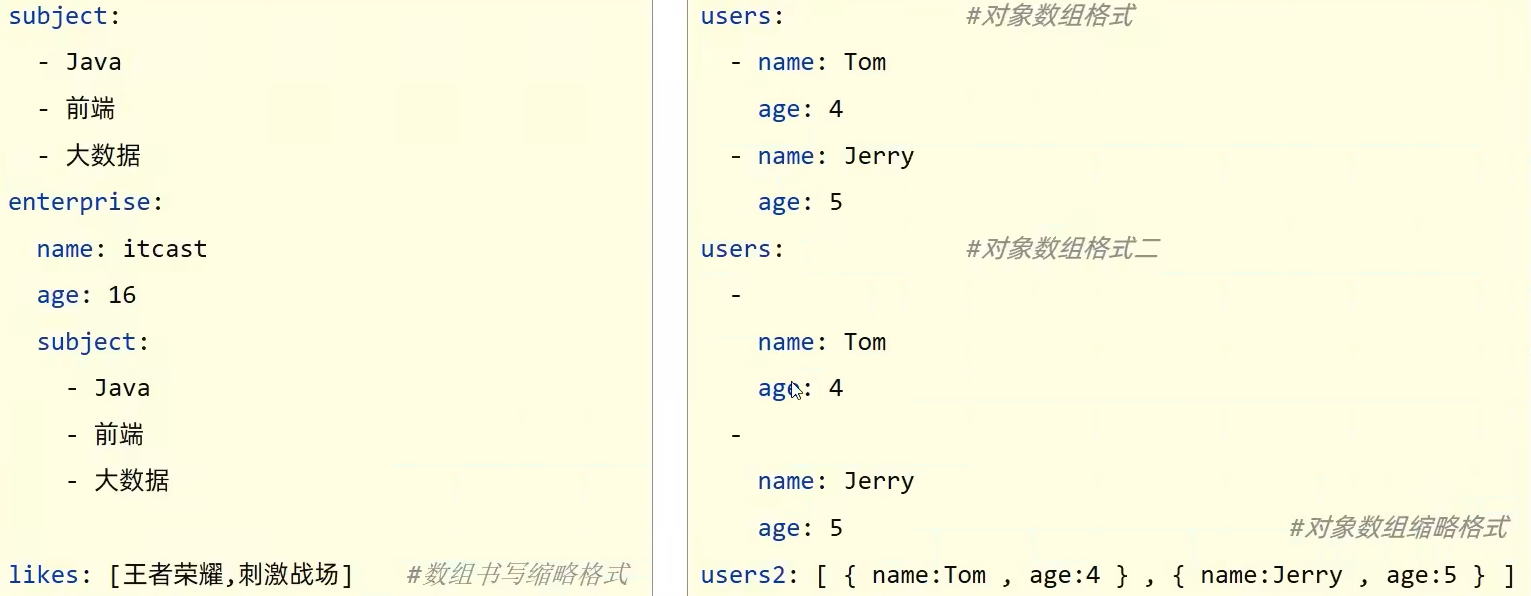 subject:
  - Java
  - 前端
  - 大数据
enterprise:
  name: itcast
  age: 16
  subject:
    - Java
    - 前端
    - 大数据
likes: [王者荣耀,刺激战场]    #数组书写缩略格式
users:             #对象数组格式
  - name: Tom
    age: 4
  - name: Jerry
    age: 5
users:             #对象数组格式二
  -
    name: Tom
    age: 4
  -
    name: Jerry
    age: 5                               #对象数组缩略格式
users2: [ { name:Tom , age:4 } , { name:Jerry , age:5 } ]